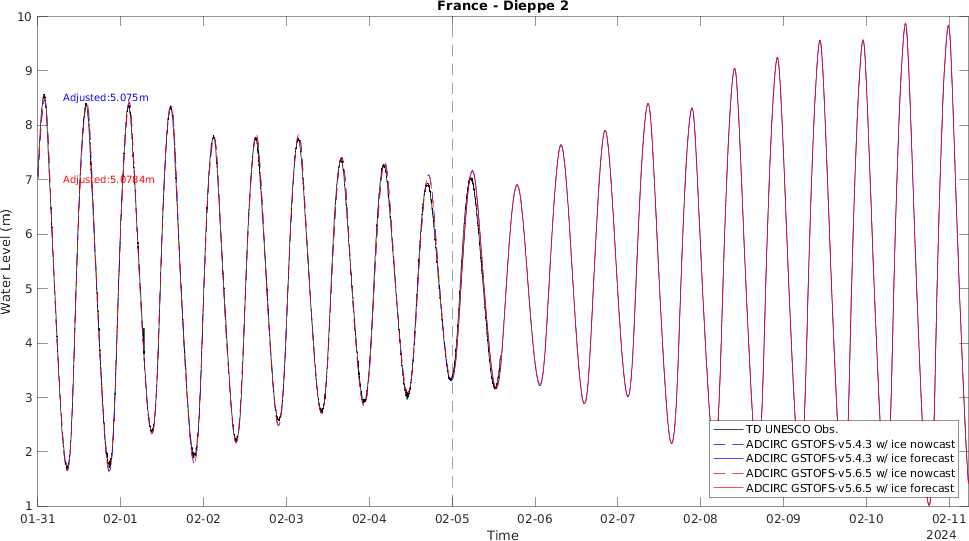 France - Dieppe 2
10
9
8
7
6
5
4
3
2
1
Water Level (m)
Adjusted:5.075m
Adjusted:5.0784m
TD UNESCO Obs.
ADCIRC GSTOFS-v5.4.3 w/ ice nowcast
ADCIRC GSTOFS-v5.4.3 w/ ice forecast
ADCIRC GSTOFS-v5.6.5 w/ ice nowcast
ADCIRC GSTOFS-v5.6.5 w/ ice forecast
01-31 02-01 02-02 02-03 02-04 02-05 02-06 02-07 02-08 02-09 02-10 02-11
2024
Time